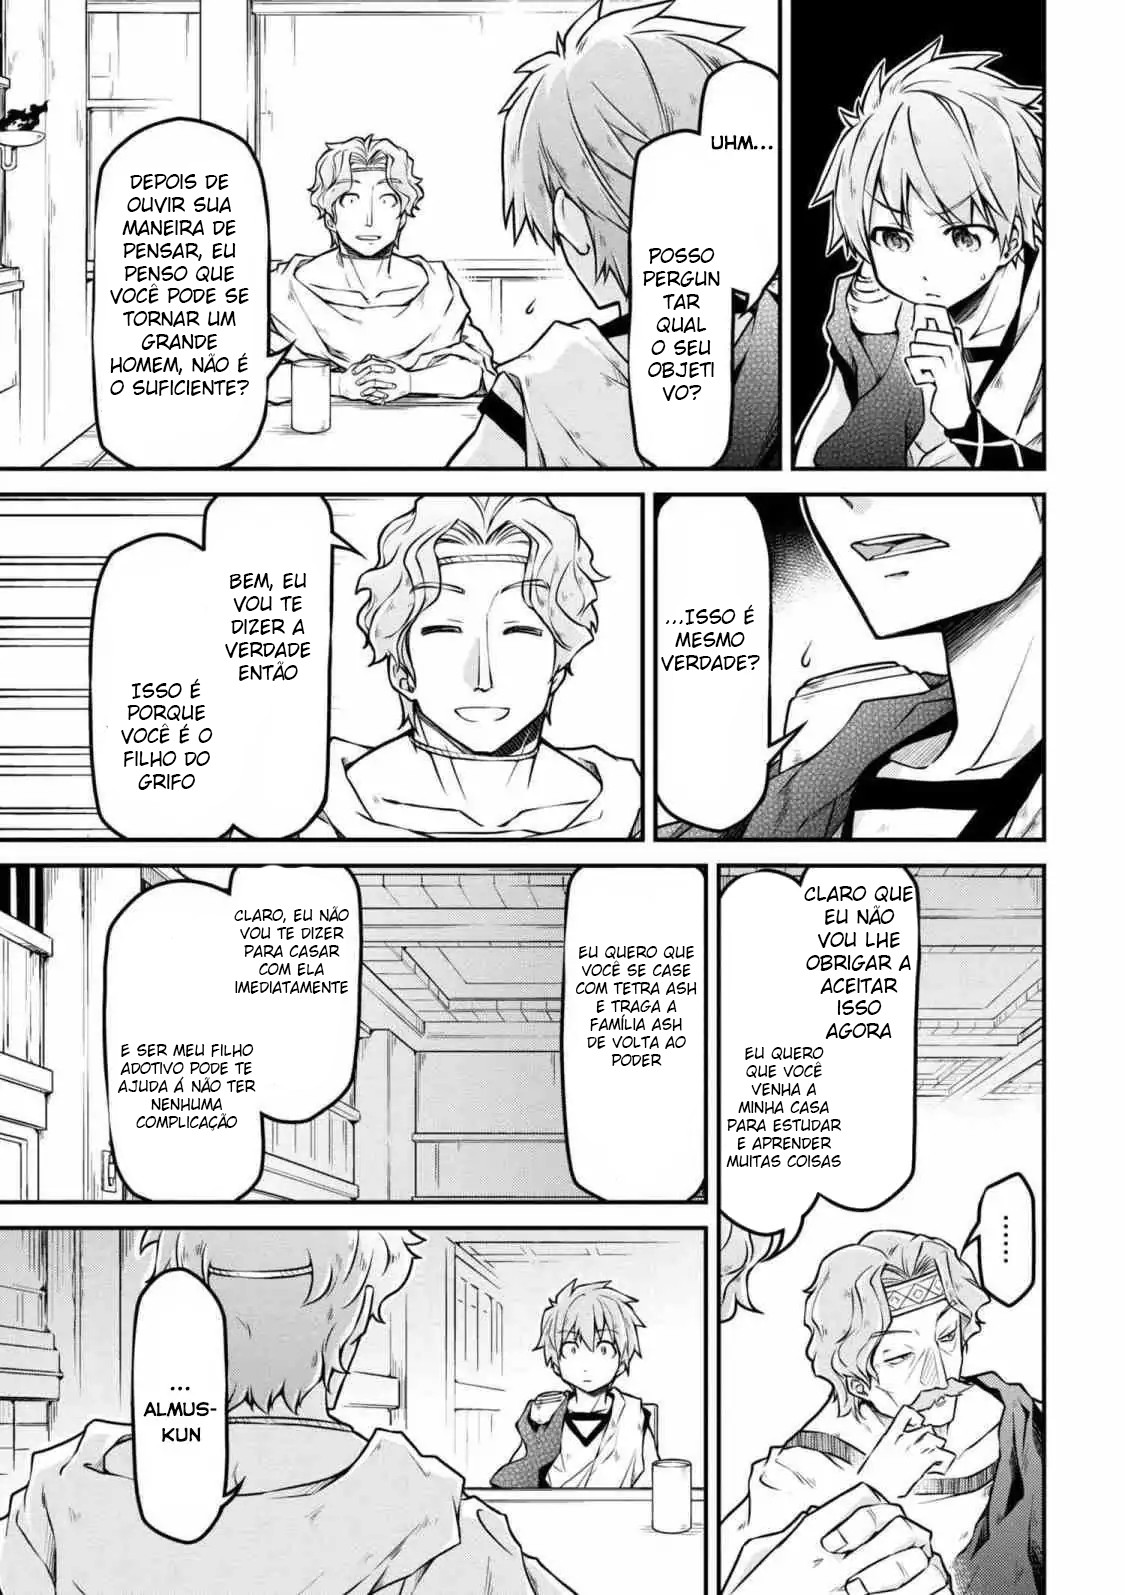 UHM...
POSSO
PERGUN
TAR
QUAL
O SEU
OBJETI
VO?
DEPOIS DE
OUVIR SUA
MANEIRA DE
PENSAR, EU
PENSO QUE
VOCÊ PODE SE
TORNAR UM
GRANDE
HOMEM, NÃO É
O SUFICIENTE?
...ISSO É
MESMO
VERDADE?
BEM, EU
VOU TE
DIZER A
VERDADE
ENTÃO
ISSO É
PORQUE
VOCÊ É O
FILHO DO
GRIFO
CLARO QUE
EU NÃO
VOU LHE
OBRIGAR A
ACEITAR
ISSO
AGORA
EU QUERO
QUE VOCÊ
VENHA A
MINHA CASA
PARA ESTUDAR
E APRENDER
MUITAS COISAS
.......
EU QUERO QUE
VOCÊ SE CASE
COM TETRA ASH
E TRAGA A
FAMÍLIA ASH
DE VOLTA AO
PODER
CLARO, EU NÃO
VOU TE DIZER
PARA CASAR
COM ELA
IMEDIATAMENTE
E SER MEU FILHO
ADOTIVO PODE TE
AJUDA Á NÃO TER
NENHUMA
COMPLICAÇÃO
...
ALMUS-
KUN